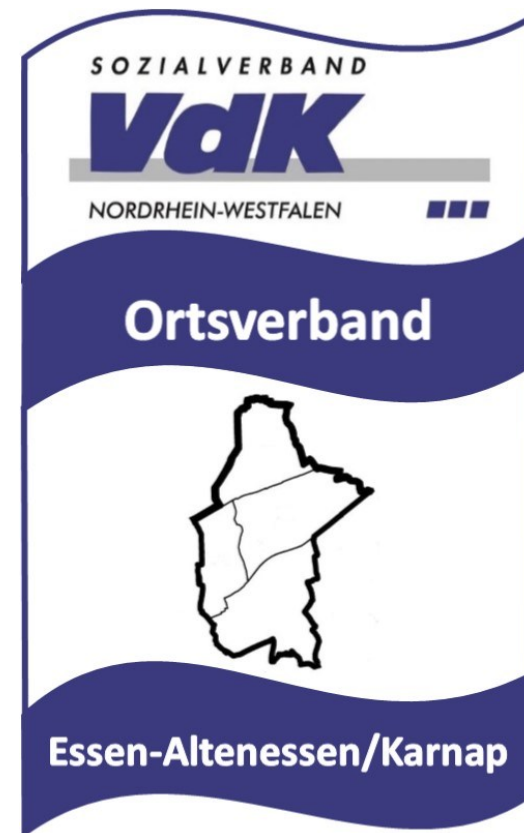 SOZIALVERBAND
VdK
NORDRHEIN-WESTFALEN
Ortsverband
Essen-Altenessen/Karnap